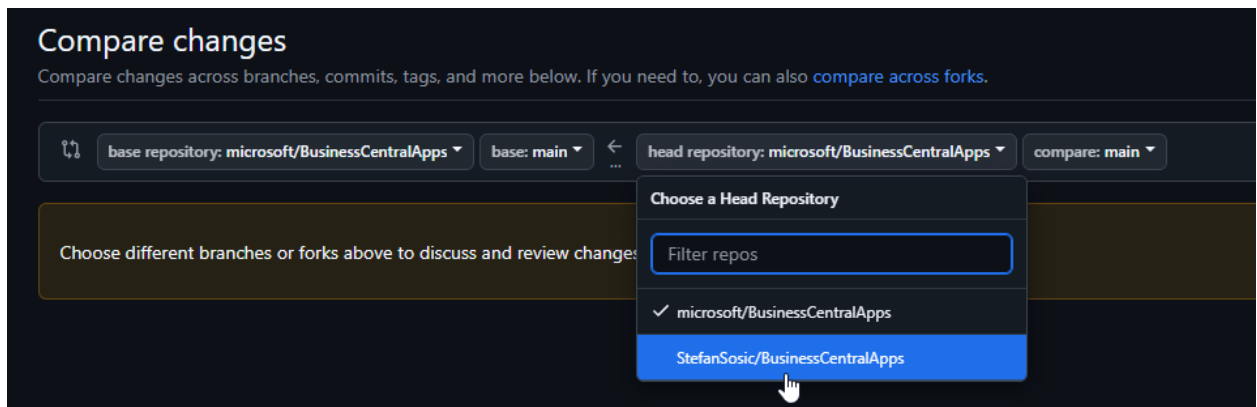 Compare changes
Compare changes across branches, commits, tags, and more below. If you need to, you can also compare across forks.
base repository: microsoft/BusinessCentralApps base: main ← ... head repository: microsoft/BusinessCentralApps compare: main
Choose a Head Repository
Choose different branches or forks above to discuss and review changes
Filter repos
microsoft/BusinessCentralApps
StefanSosic/BusinessCentralApps